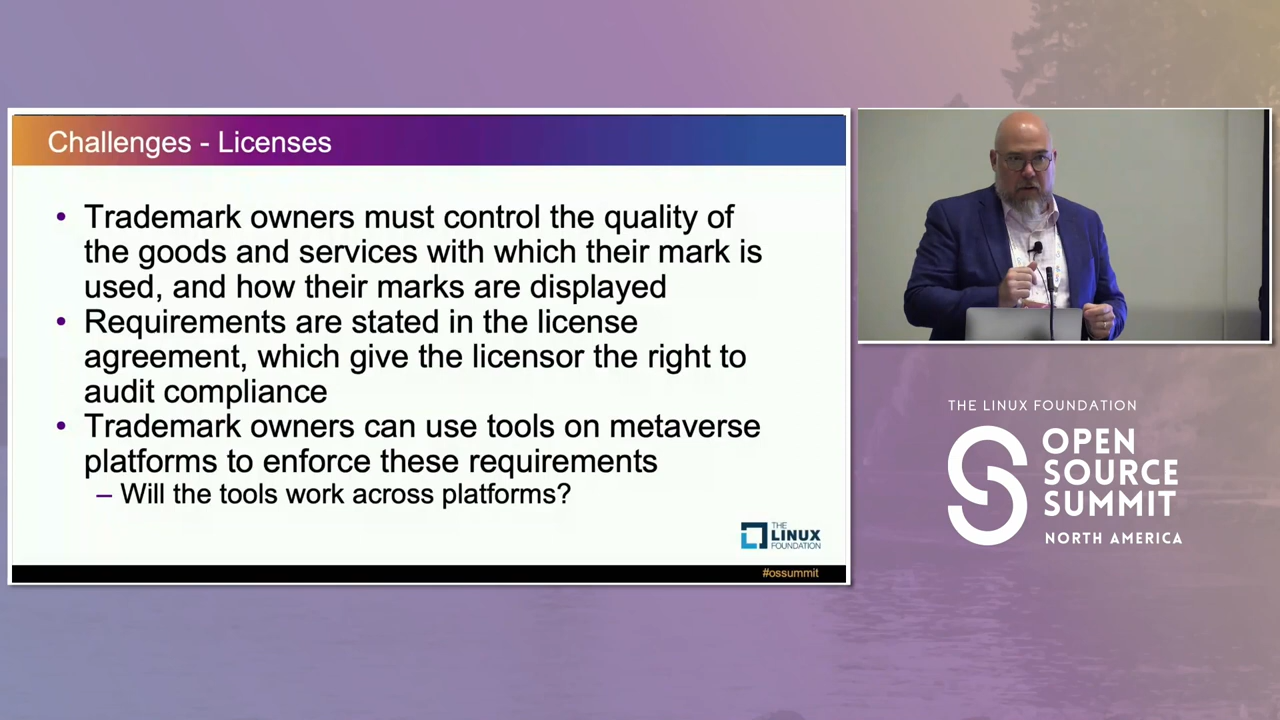 Challenges - Licenses
• Trademark owners must control the quality of
the goods and services with which their mark is
used, and how their marks are displayed
• Requirements are stated in the license
agreement, which give the licensor the right to
audit compliance
• Trademark owners can use tools on metaverse
platforms to enforce these requirements
– Will the tools work across platforms?
THE
LINUX
FOUNDATION
#ossummit
THE LINUX FOUNDATION
OPEN
SOURCE
SUMMIT
NORTH AMERICA